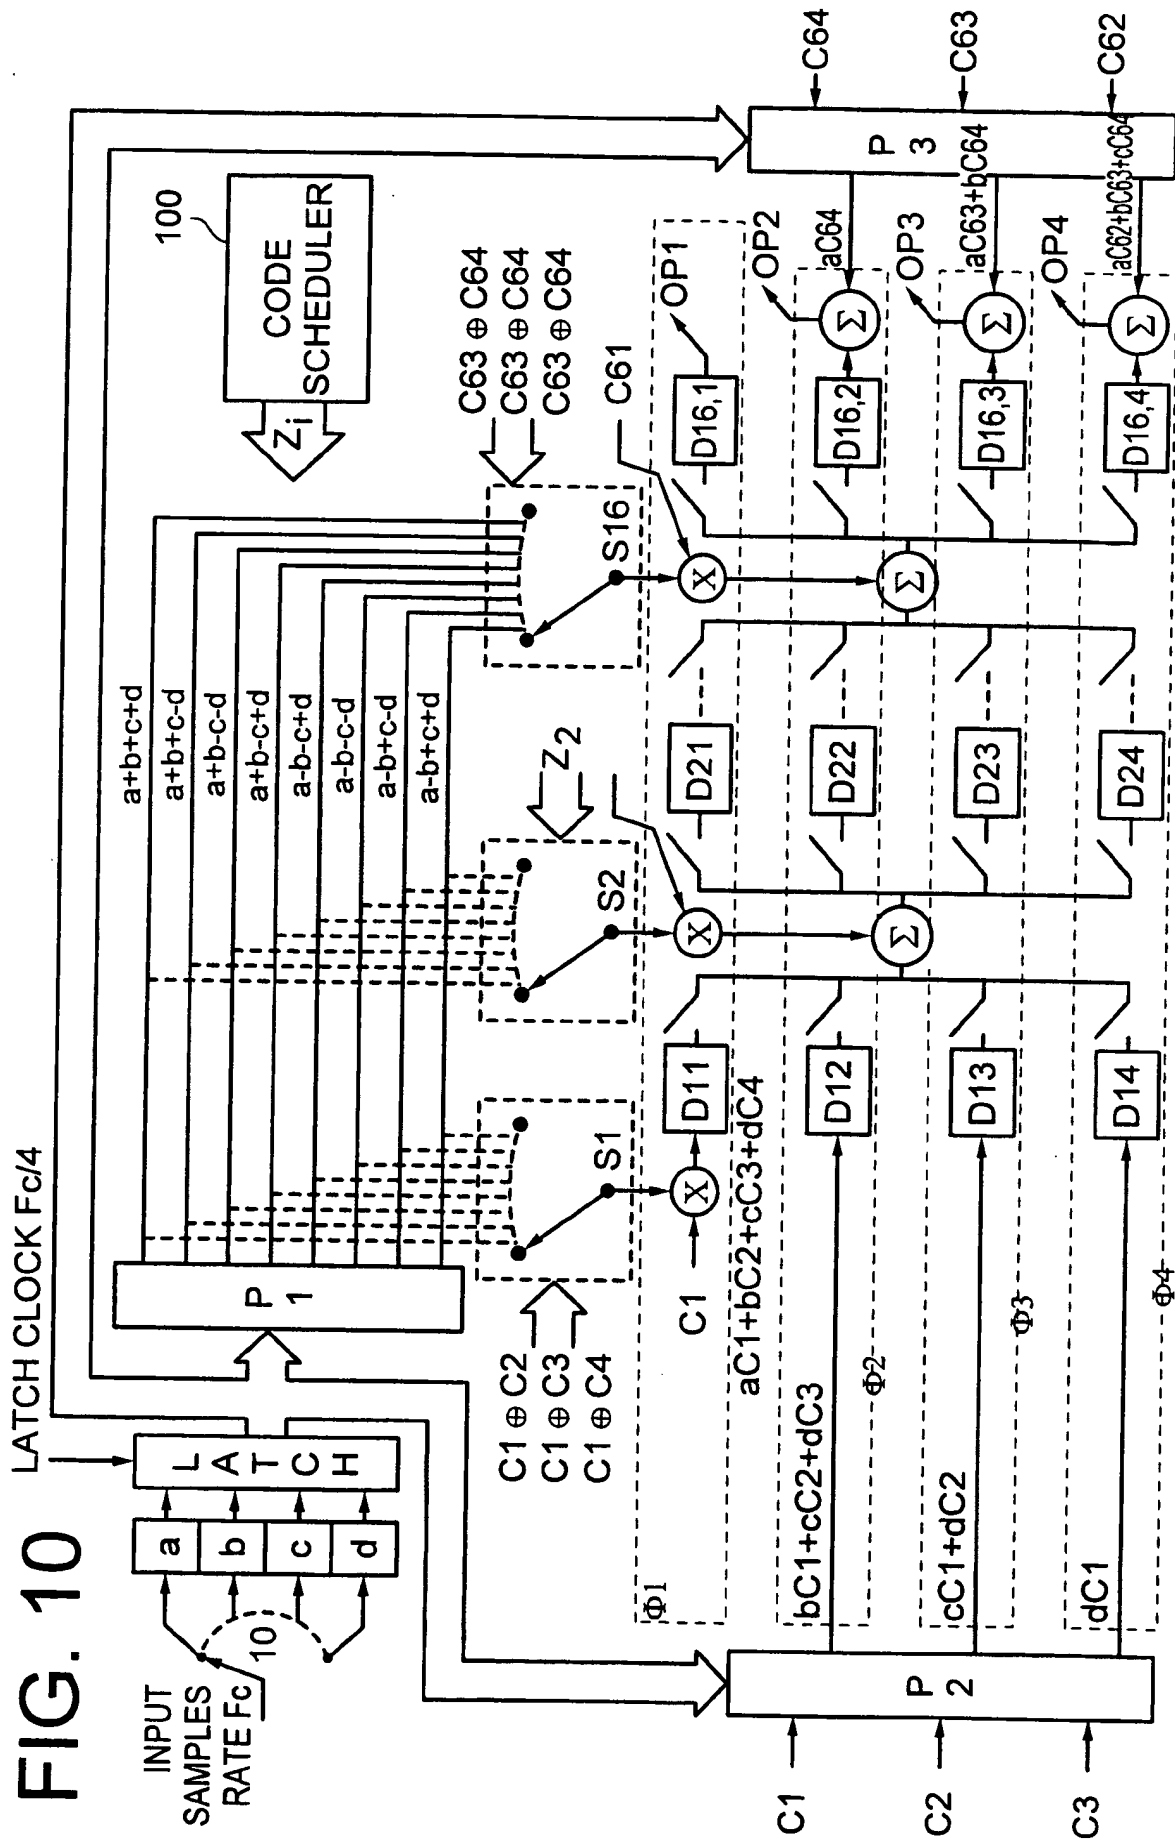 FIG. 10
LATCH CLOCK Fc/4
INPUT
SAMPLES
RATE Fc
10
a
b
c
d
L
A
T
C
H
P
1
a+b+c+d
a+b+c-d
a+b-c-d
a+b-c+d
a-b-c+d
a-b-c-d
a-b+c-d
a-b+c+d
100
CODE
SCHEDULER
Zi
C1 ⊕ C2
C1 ⊕ C3
C1 ⊕ C4
S1
Z2
S2
C63 ⊕ C64
C63 ⊕ C64
C63 ⊕ C64
S16
C61
Φ1
C1
X
D11
X
D21
X
D16,1
OP1
aC1+bC2+cC3+dC4
bC1+cC2+dC3
Φ2
D12
Σ
D22
Σ
D16,2
Σ
OP2
aC64
cC1+dC2
Φ3
D13
D23
D16,3
Σ
OP3
aC63+bC64
dC1
Φ4
D14
D24
D16,4
Σ
OP4
aC62+bC63+cC64
P
2
C1
C2
C3
P
3
C64
C63
C62